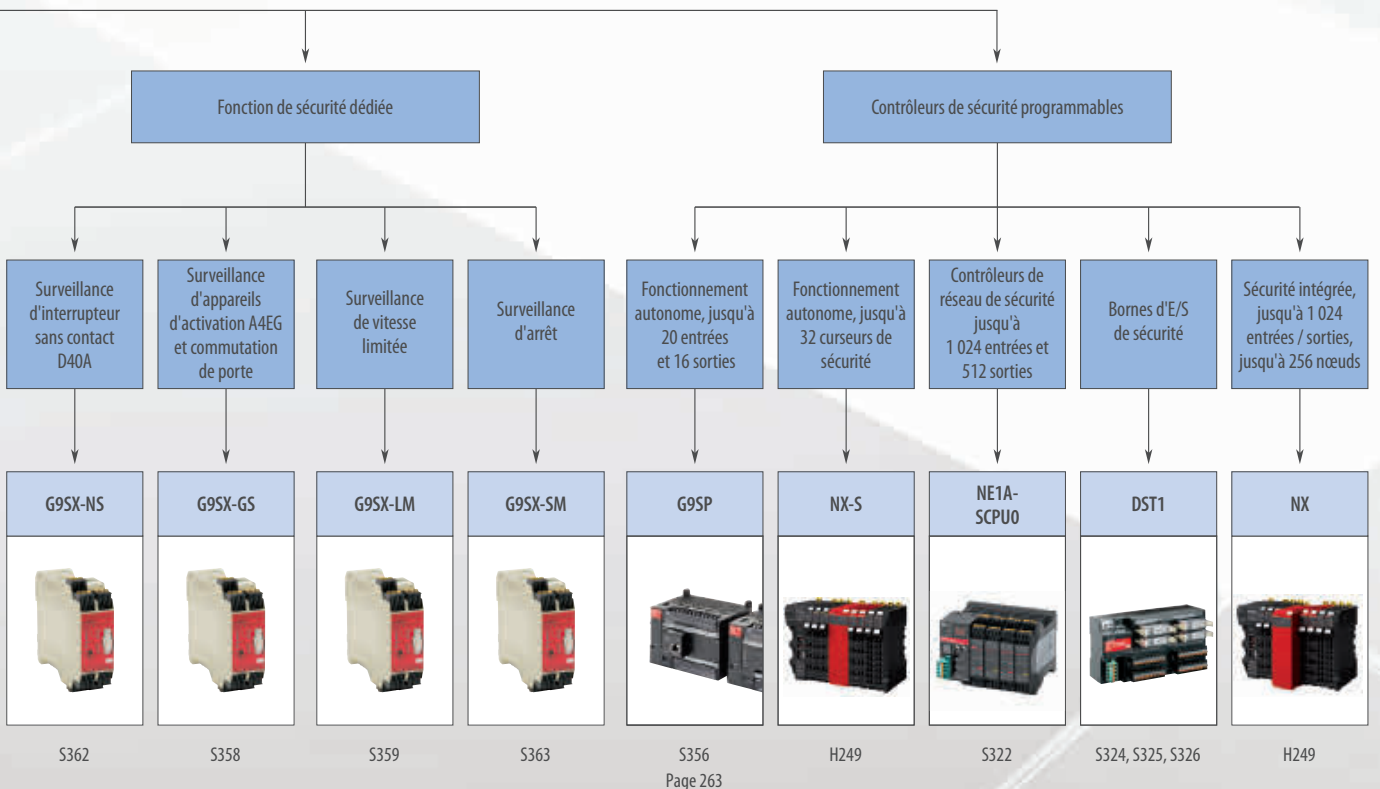 Fonction de sécurité dédiée
Contrôleurs de sécurité programmables
Surveillance
d'interrupteur
sans contact
D40A
Surveillance
d'appareils
d'activation A4EG
et commutation
de porte
Surveillance
de vitesse
limitée
Surveillance
d'arrêt
Fonctionnement
autonome, jusqu'à
20 entrées
et 16 sorties
Fonctionnement
autonome, jusqu'à
32 curseurs de
sécurité
Contrôleurs de
réseau de sécurité
jusqu'à
1 024 entrées et
512 sorties
Bornes d'E/S
de sécurité
Sécurité intégrée,
jusqu'à 1 024
entrées / sorties,
jusqu'à 256 nœuds
G9SX-NS
G9SX-GS
G9SX-LM
G9SX-SM
G9SP
NX-S
NE1A-
SCPU0
DST1
NX
S362
S358
S359
S363
S356
H249
S322
S324, S325, S326
H249
Page 263